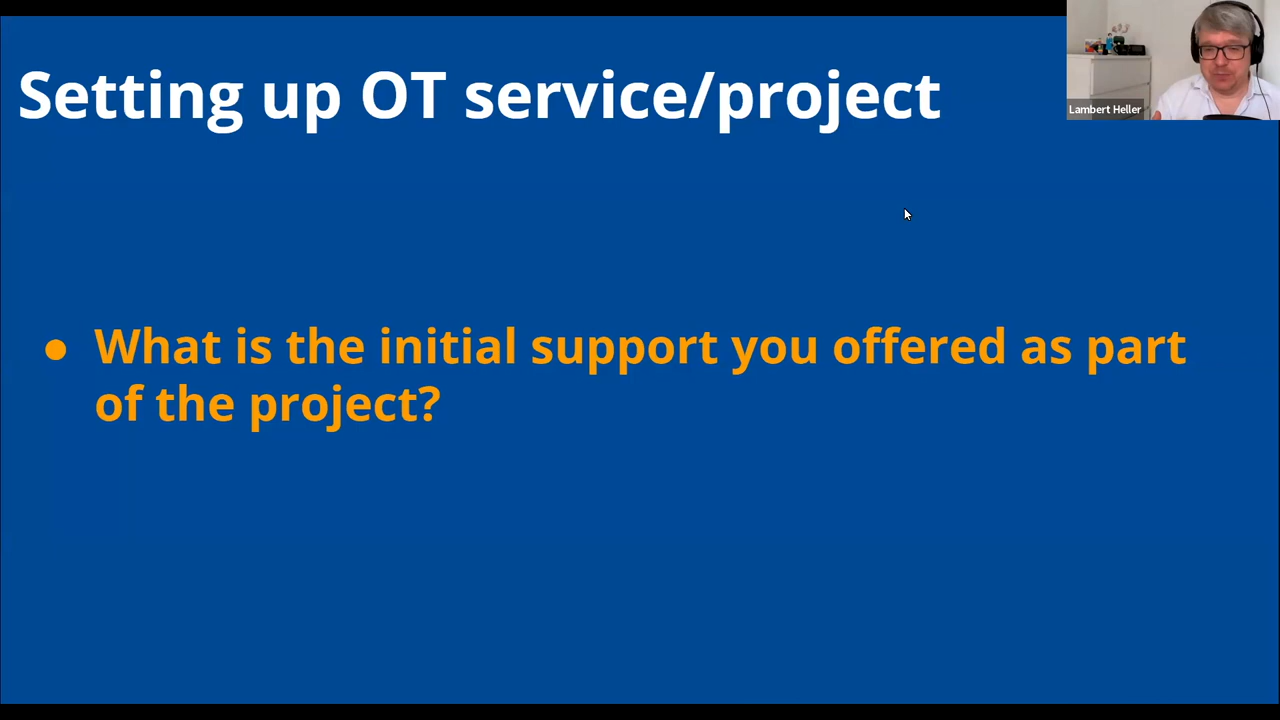 Setting up OT service/project
Lambert Heller
● What is the initial support you offered as part
of the project?